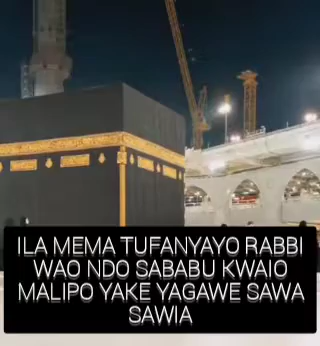 ILA MEMA TUFANYAYO RABBI
WAO NDO SABABU KWAIO
MALIPO YAKE YAGAWE SAWA
SAWIA